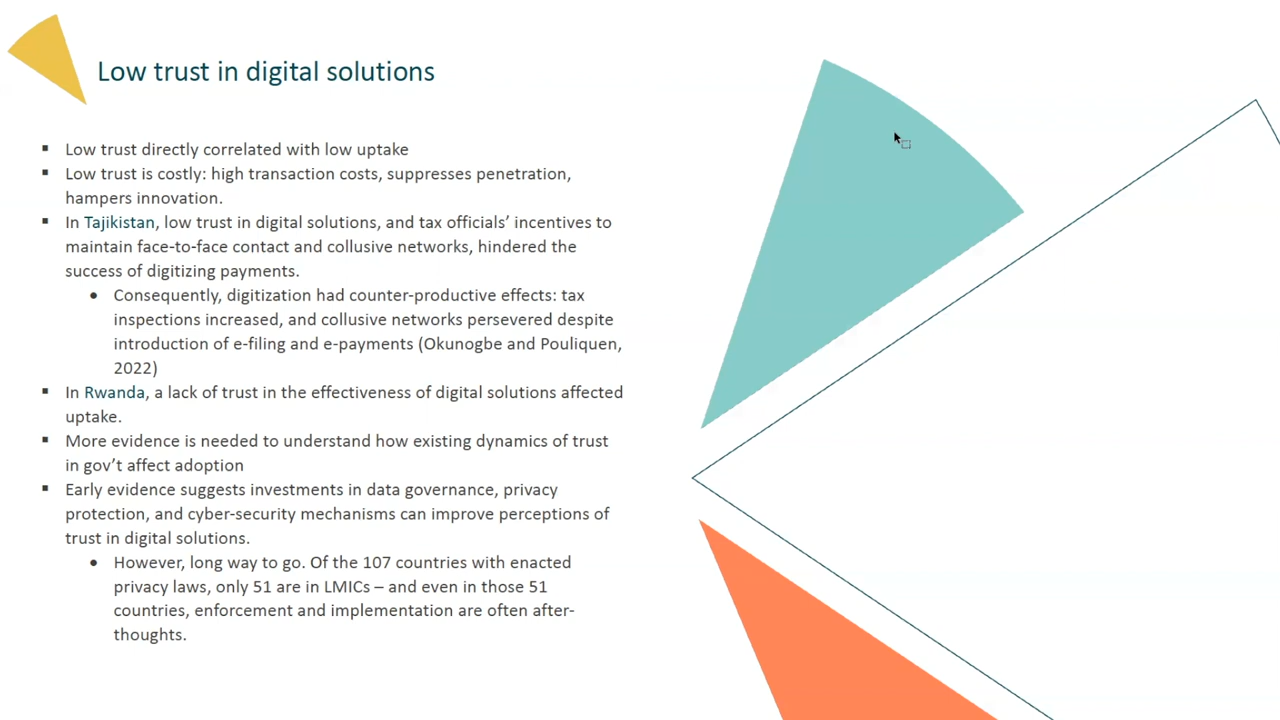 Low trust in digital solutions
▪ Low trust directly correlated with low uptake
▪ Low trust is costly: high transaction costs, suppresses penetration,
hampers innovation.
▪ In Tajikistan, low trust in digital solutions, and tax officials’ incentives to
maintain face-to-face contact and collusive networks, hindered the
success of digitizing payments.
• Consequently, digitization had counter-productive effects: tax
inspections increased, and collusive networks persevered despite
introduction of e-filing and e-payments (Okunogbe and Pouliquen,
2022)
▪ In Rwanda, a lack of trust in the effectiveness of digital solutions affected
uptake.
▪ More evidence is needed to understand how existing dynamics of trust
in gov’t affect adoption
▪ Early evidence suggests investments in data governance, privacy
protection, and cyber-security mechanisms can improve perceptions of
trust in digital solutions.
• However, long way to go. Of the 107 countries with enacted
privacy laws, only 51 are in LMICs – and even in those 51
countries, enforcement and implementation are often after-
thoughts.